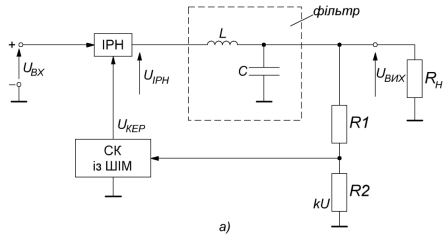 фільтр
+
ІРН
L
C
U_ВХ
U_ІРН
U_ВИХ
R_Н
–
U_КЕР
R1
СК
із ШІМ
kU
R2
а)